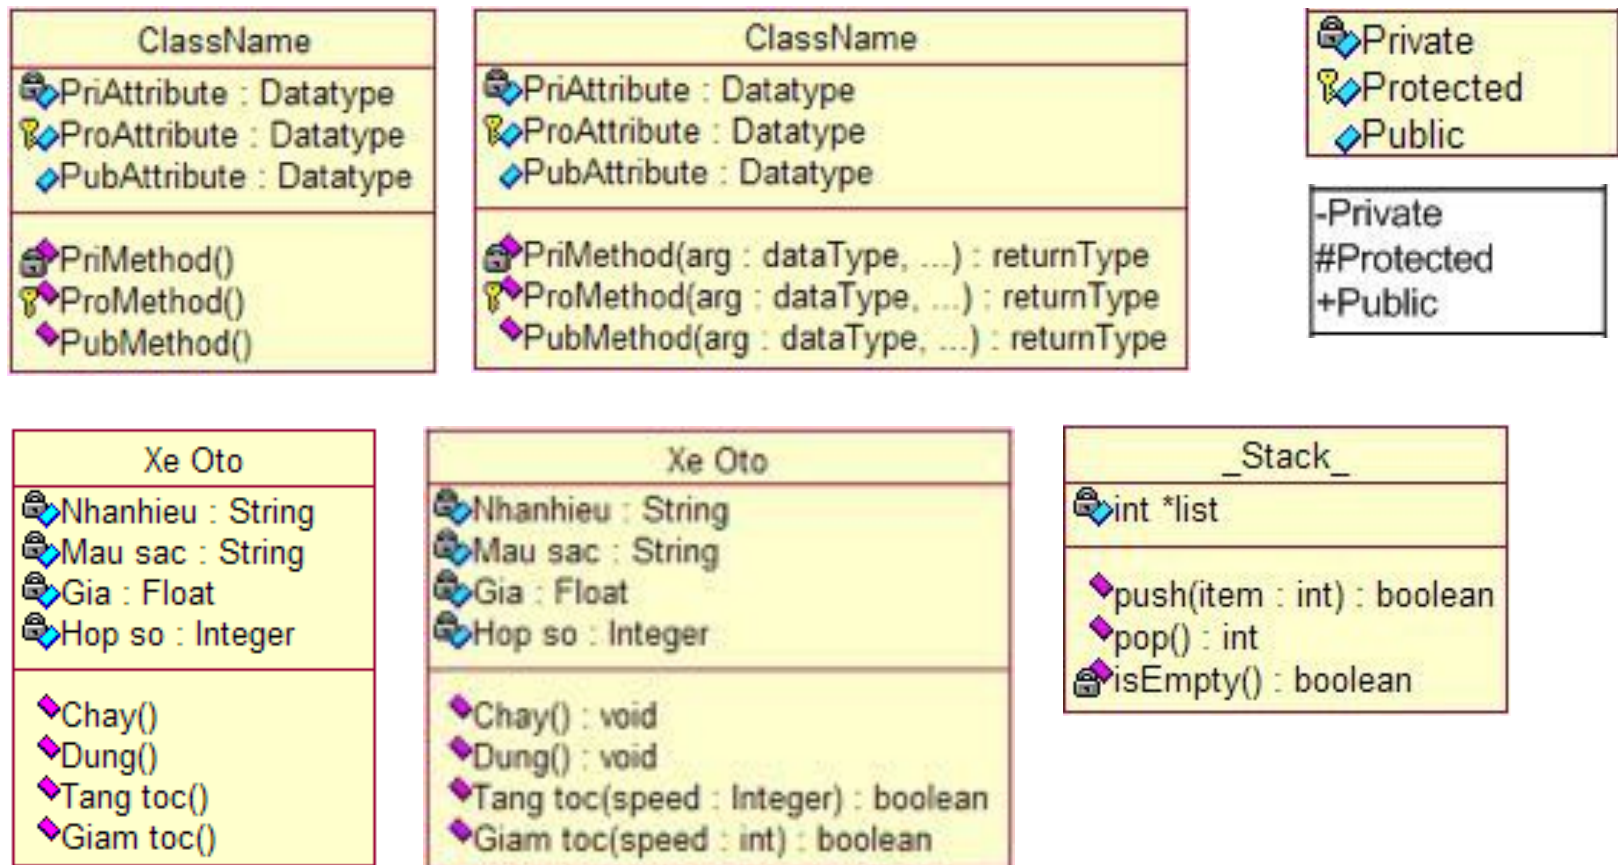 ClassName
PriAttribute : Datatype
ProAttribute : Datatype
PubAttribute : Datatype
PriMethod()
ProMethod()
PubMethod()
ClassName
PriAttribute : Datatype
ProAttribute : Datatype
PubAttribute : Datatype
PriMethod(arg : dataType, ...) : returnType
ProMethod(arg : dataType, ...) : returnType
PubMethod(arg : dataType, ...) : returnType
Private
Protected
Public
-Private
#Protected
+Public
Xe Oto
Nhanhieu : String
Mau sac : String
Gia : Float
Hop so : Integer
Chay()
Dung()
Tang toc()
Giam toc()
Xe Oto
Nhanhieu : String
Mau sac : String
Gia : Float
Hop so : Integer
Chay() : void
Dung() : void
Tang toc(speed : Integer) : boolean
Giam toc(speed : int) : boolean
_Stack_
int *list
push(item : int) : boolean
pop() : int
isEmpty() : boolean